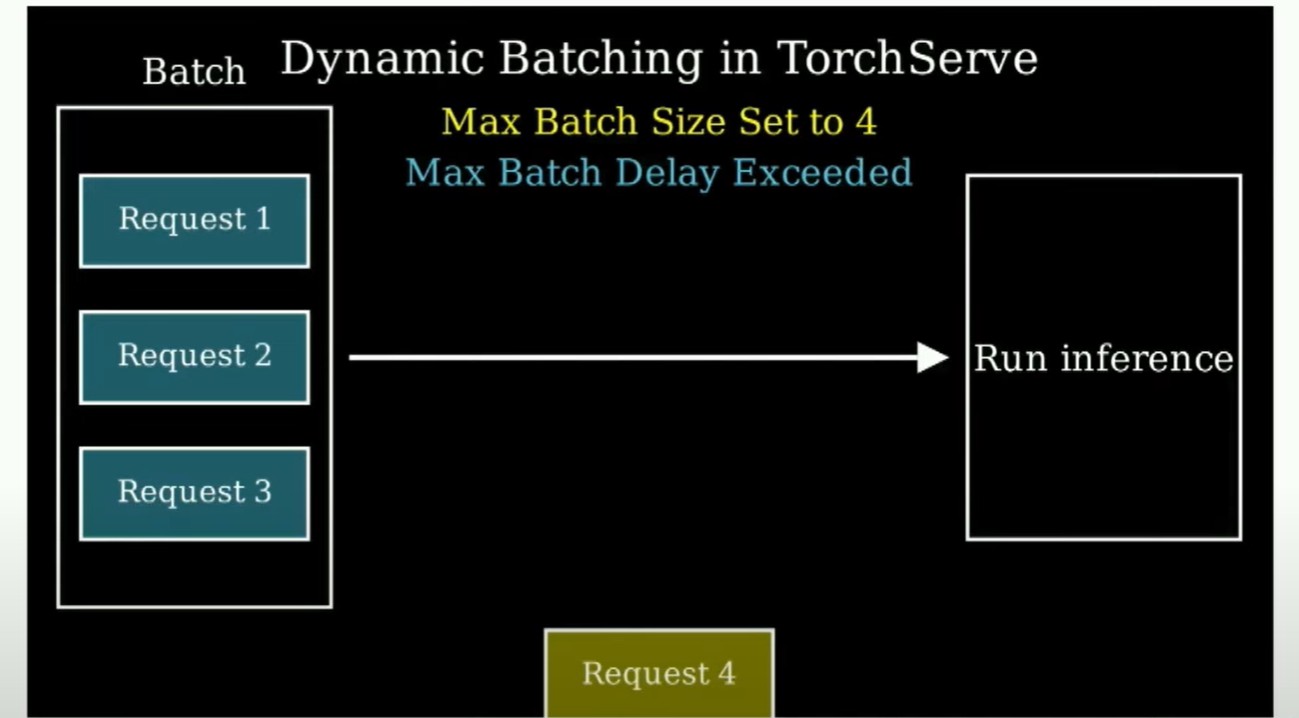 Dynamic Batching in TorchServe
Batch
Max Batch Size Set to 4
Max Batch Delay Exceeded
Request 1
Request 2
Request 3
Run inference
Request 4